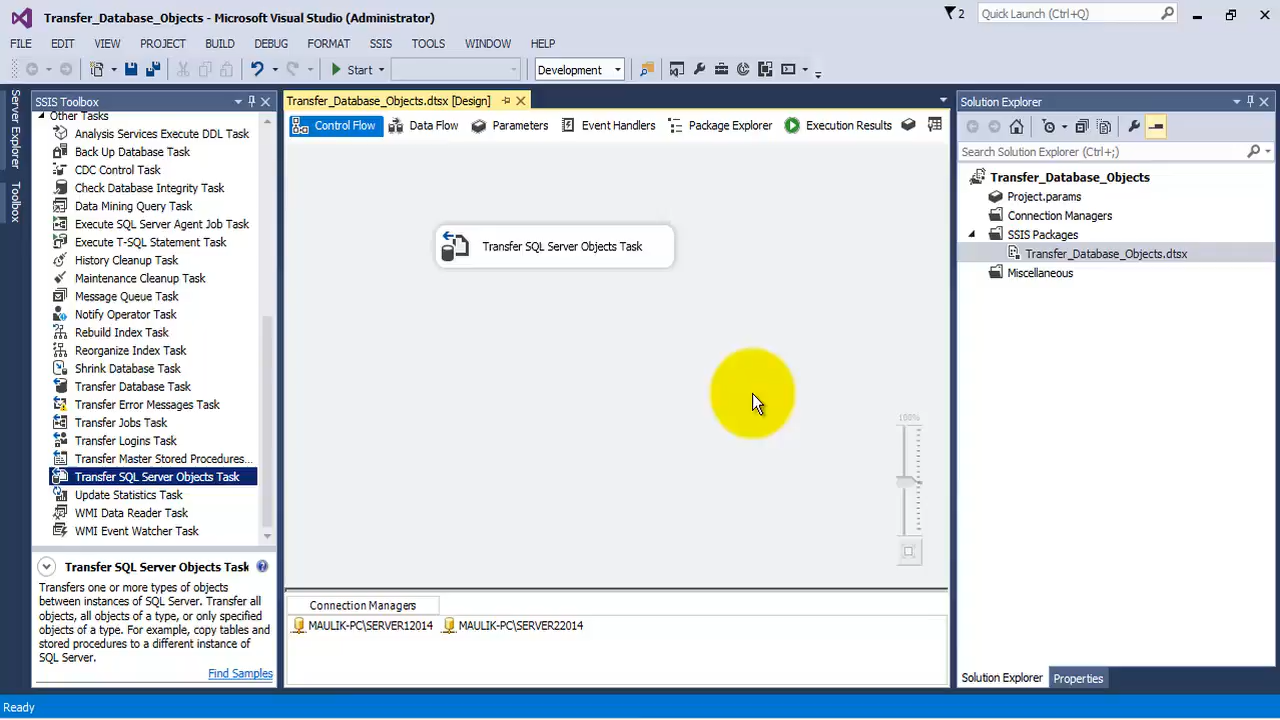 Transfer_Database_Objects - Microsoft Visual Studio (Administrator)
2
Quick Launch (Ctrl+Q)
FILE EDIT VIEW PROJECT BUILD DEBUG FORMAT SSIS TOOLS WINDOW HELP
Start
Development
Server Explorer
Toolbox
SSIS Toolbox
Other Tasks
Analysis Services Execute DDL Task
Back Up Database Task
CDC Control Task
Check Database Integrity Task
Data Mining Query Task
Execute SQL Server Agent Job Task
Execute T-SQL Statement Task
History Cleanup Task
Maintenance Cleanup Task
Message Queue Task
Notify Operator Task
Rebuild Index Task
Reorganize Index Task
Shrink Database Task
Transfer Database Task
Transfer Error Messages Task
Transfer Jobs Task
Transfer Logins Task
Transfer Master Stored Procedures...
Transfer SQL Server Objects Task
Update Statistics Task
WMI Data Reader Task
WMI Event Watcher Task
Transfer SQL Server Objects Task
Transfers one or more types of objects
between instances of SQL Server. Transfer all
objects, all objects of a type, or only specified
objects of a type. For example, copy tables and
stored procedures to a different instance of
SQL Server.
Find Samples
Transfer_Database_Objects.dtsx [Design]
Control Flow Data Flow Parameters Event Handlers Package Explorer Execution Results
Transfer SQL Server Objects Task
100%
Connection Managers
MAULIK-PC\SERVER12014 MAULIK-PC\SERVER22014
Solution Explorer
Search Solution Explorer (Ctrl+;)
Transfer_Database_Objects
Project.params
Connection Managers
SSIS Packages
Transfer_Database_Objects.dtsx
Miscellaneous
Solution Explorer Properties
Ready